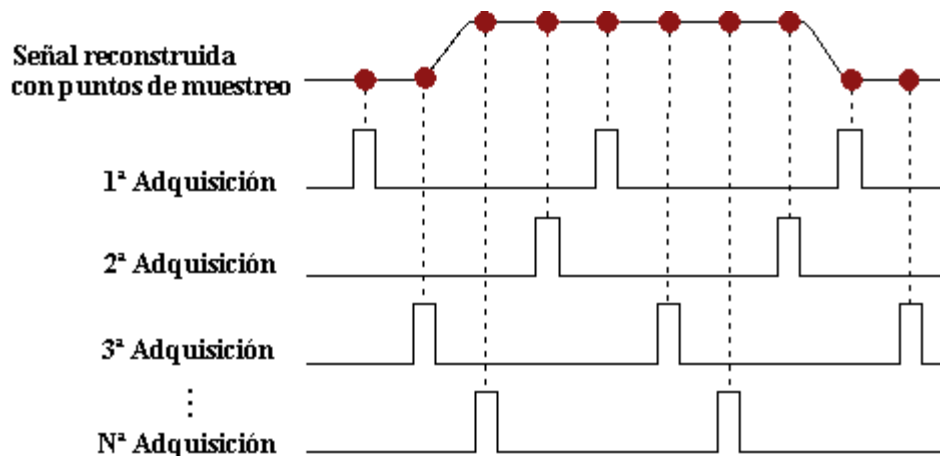 Señal reconstruida
con puntos de muestreo
1ª Adquisición
2ª Adquisición
3ª Adquisición
⋮
Nª Adquisición